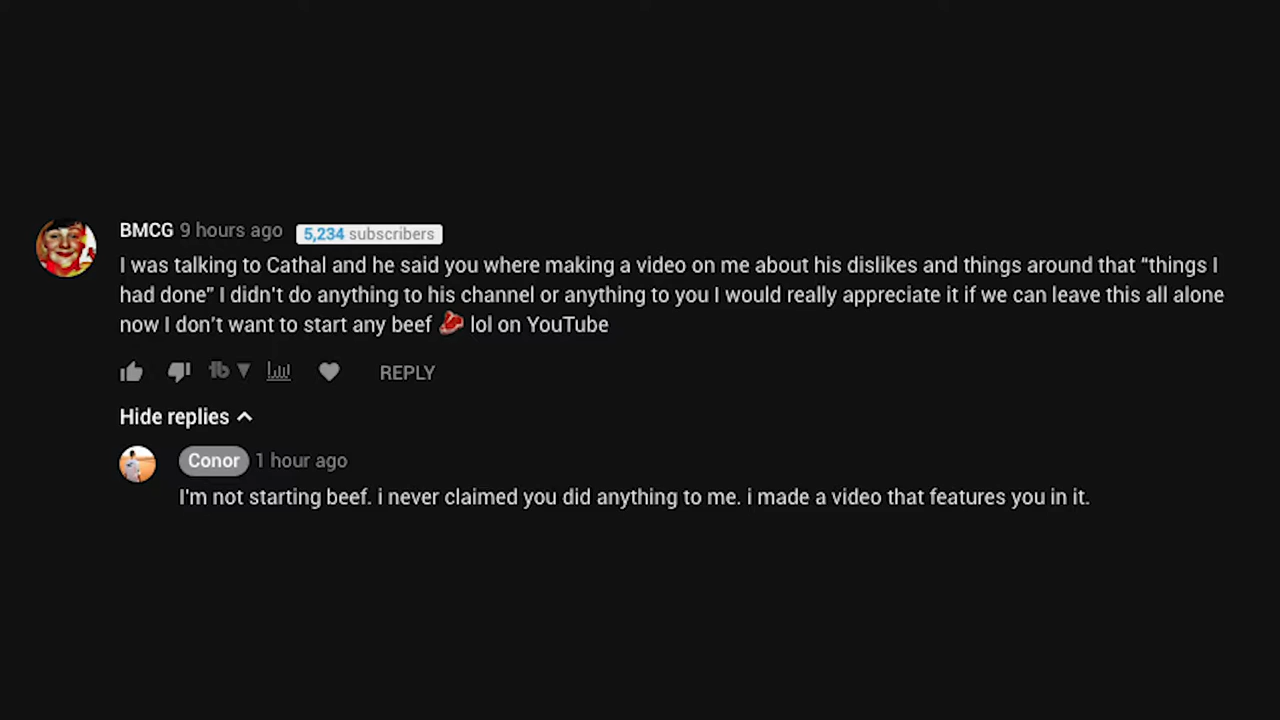 BMCG 9 hours ago 5,234 subscribers
I was talking to Cathal and he said you where making a video on me about his dislikes and things around that “things I
had done” I didn't do anything to his channel or anything to you I would really appreciate it if we can leave this all alone
now I don’t want to start any beef 🥩 lol on YouTube
tb ▼ REPLY
Hide replies
Conor 1 hour ago
I'm not starting beef. i never claimed you did anything to me. i made a video that features you in it.